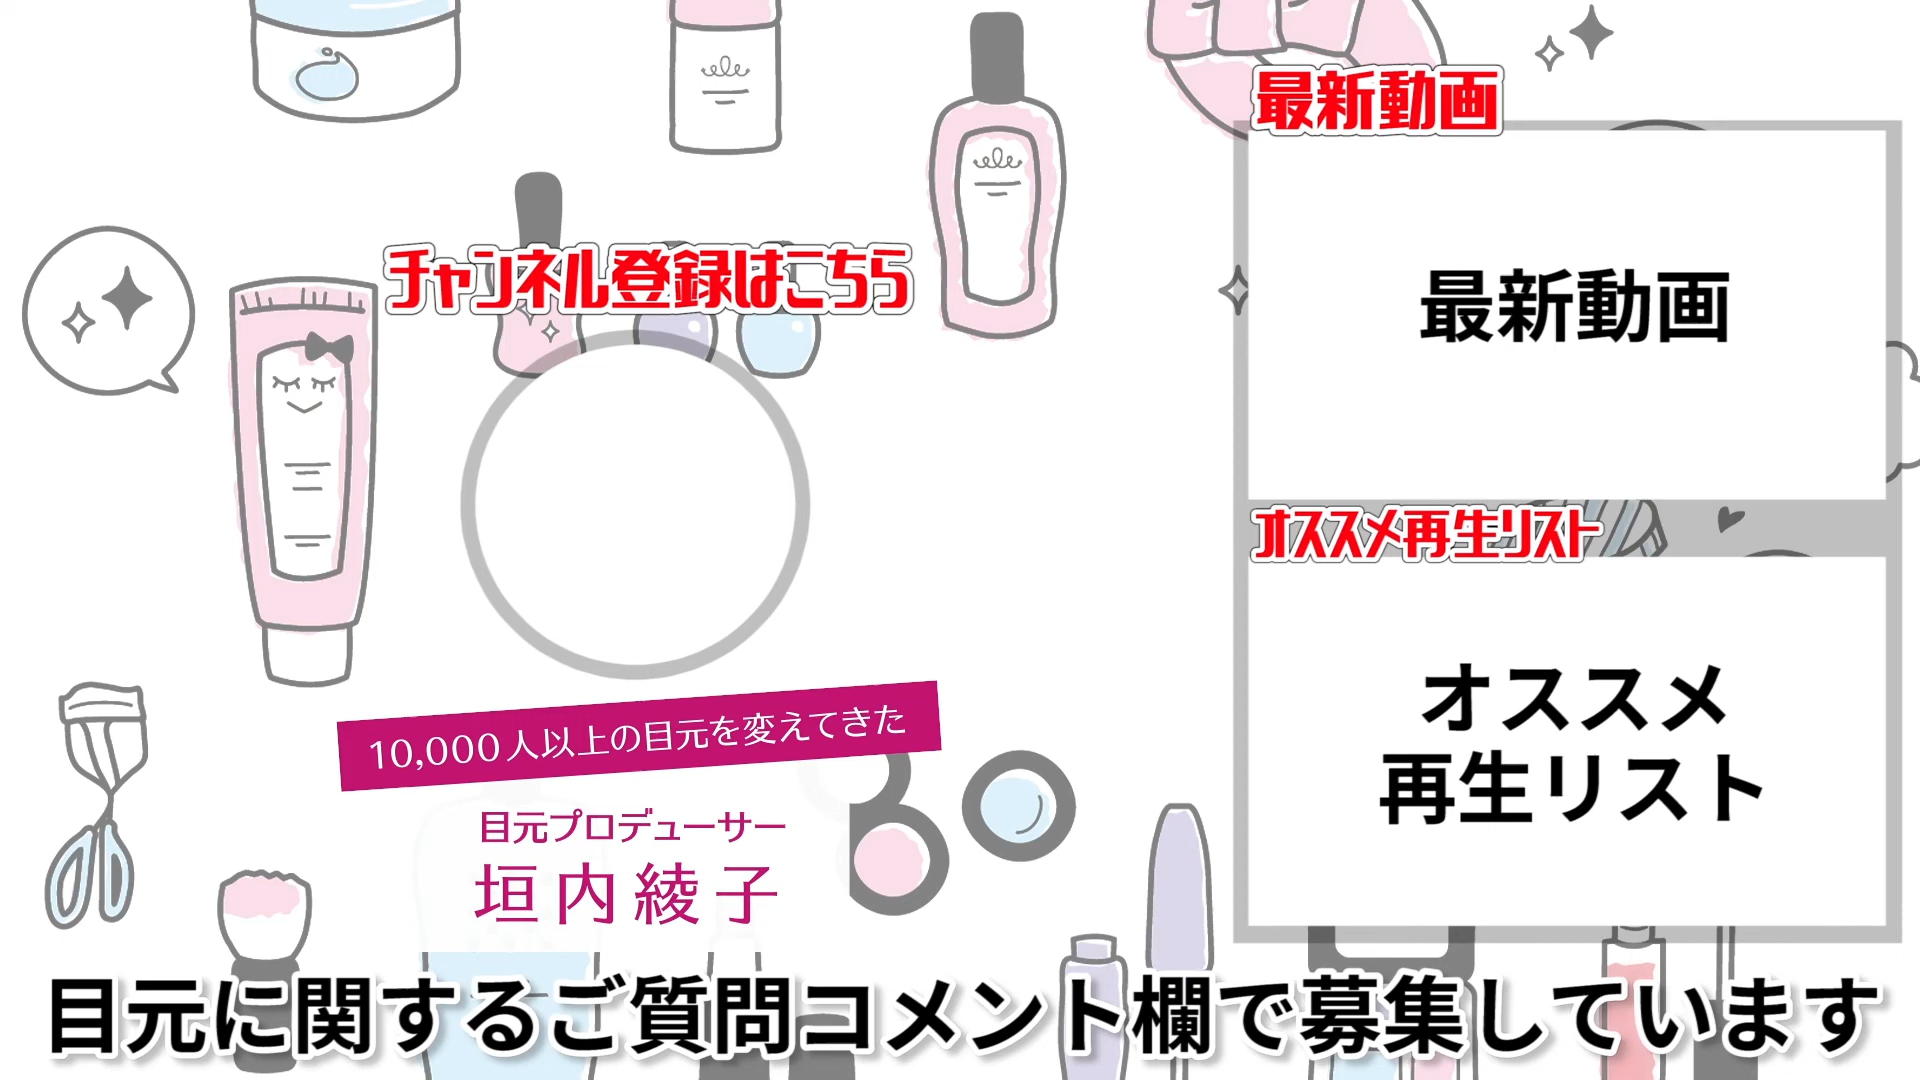 最新動画
最新動画
チャンネル登録はこちら
オススメ再生リスト
オススメ
再生リスト
10,000人以上の目元を変えてきた
目元プロデューサー
垣内綾子
目元に関するご質問コメント欄で募集しています